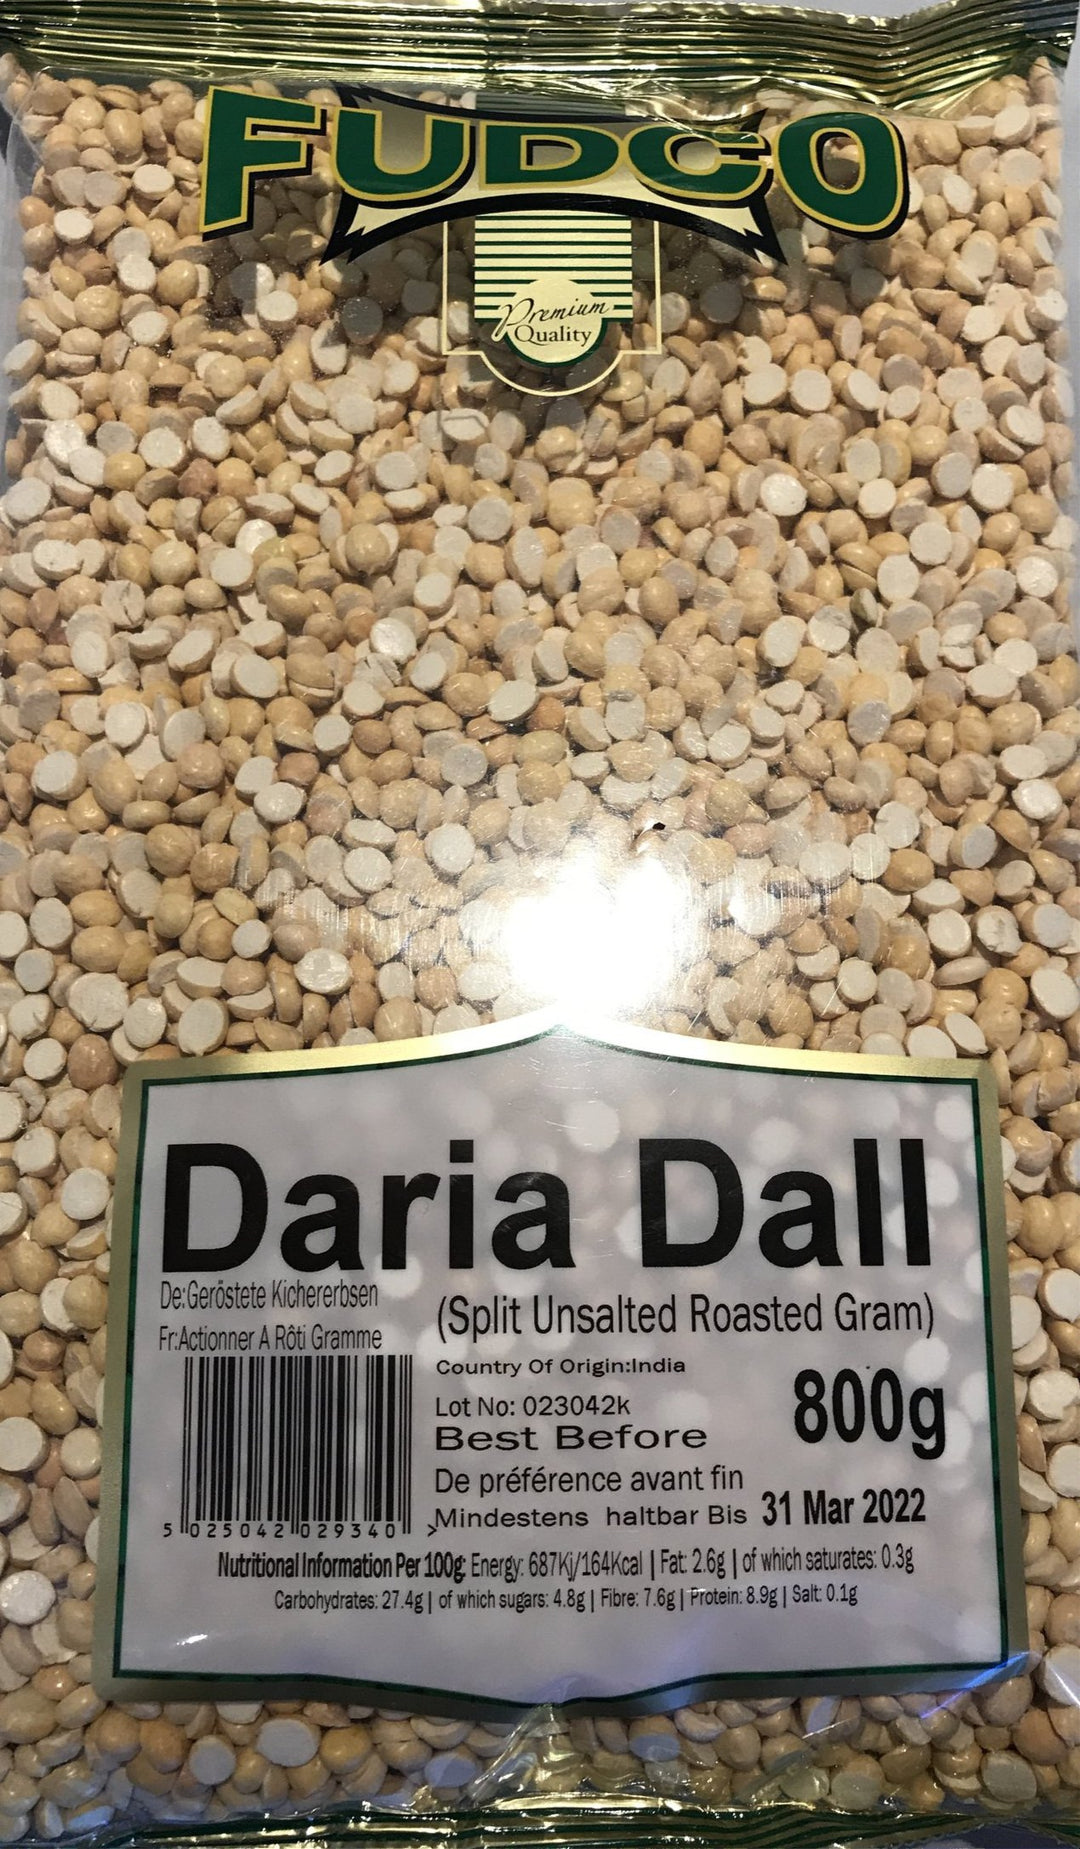 FUDCO
Premium
Quality
Daria Dall
De:Geröstete Kichererbsen
(Split Unsalted Roasted Gram)
Fr:Actionner A Rôti Gramme
Country Of Origin:India
800g
Lot No: 023042k
Best Before
De préférence avant fin
Mindestens haltbar Bis 31 Mar 2022
5 025042 029340 >
Nutritional Information Per 100g: Energy: 687Kj/164Kcal | Fat: 2.6g | of which saturates: 0.3g
Carbohydrates: 27.4g | of which sugars: 4.8g | Fibre: 7.6g | Protein: 8.9g | Salt: 0.1g